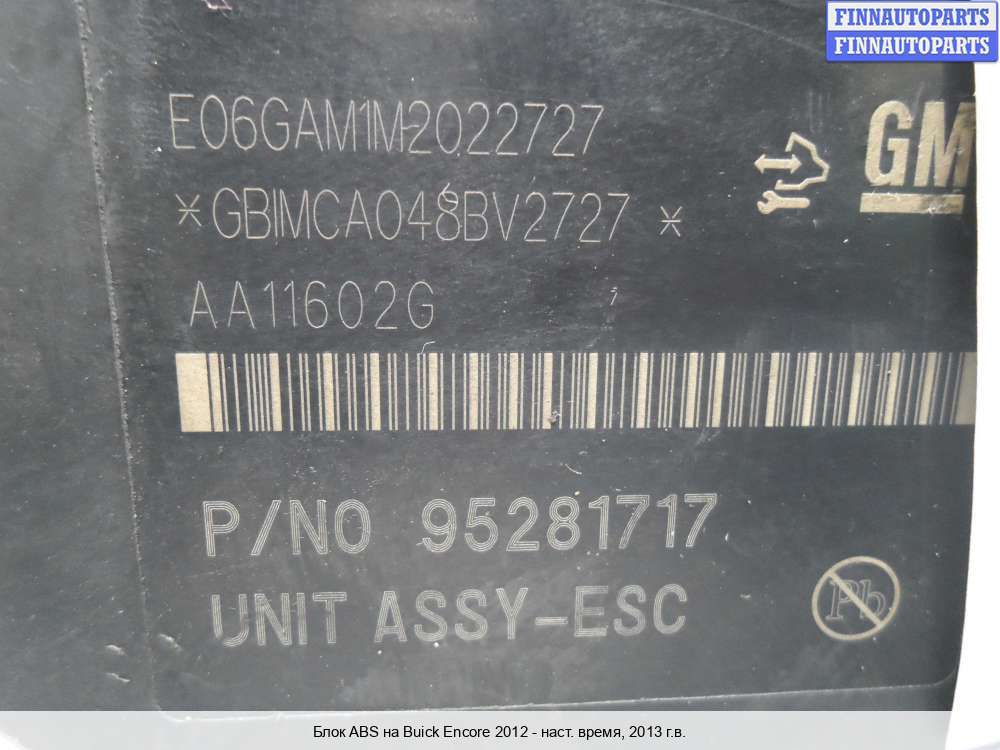 FINNAUTOPARTS
FINNAUTOPARTS
E06GAM1M2022727
GM
*GBIMCA048BV2727 *
AA11602G
P/NO 95281717
Pb
UNIT ASSY-ESC
Блок ABS на Buick Encore 2012 - наст. время, 2013 г.в.